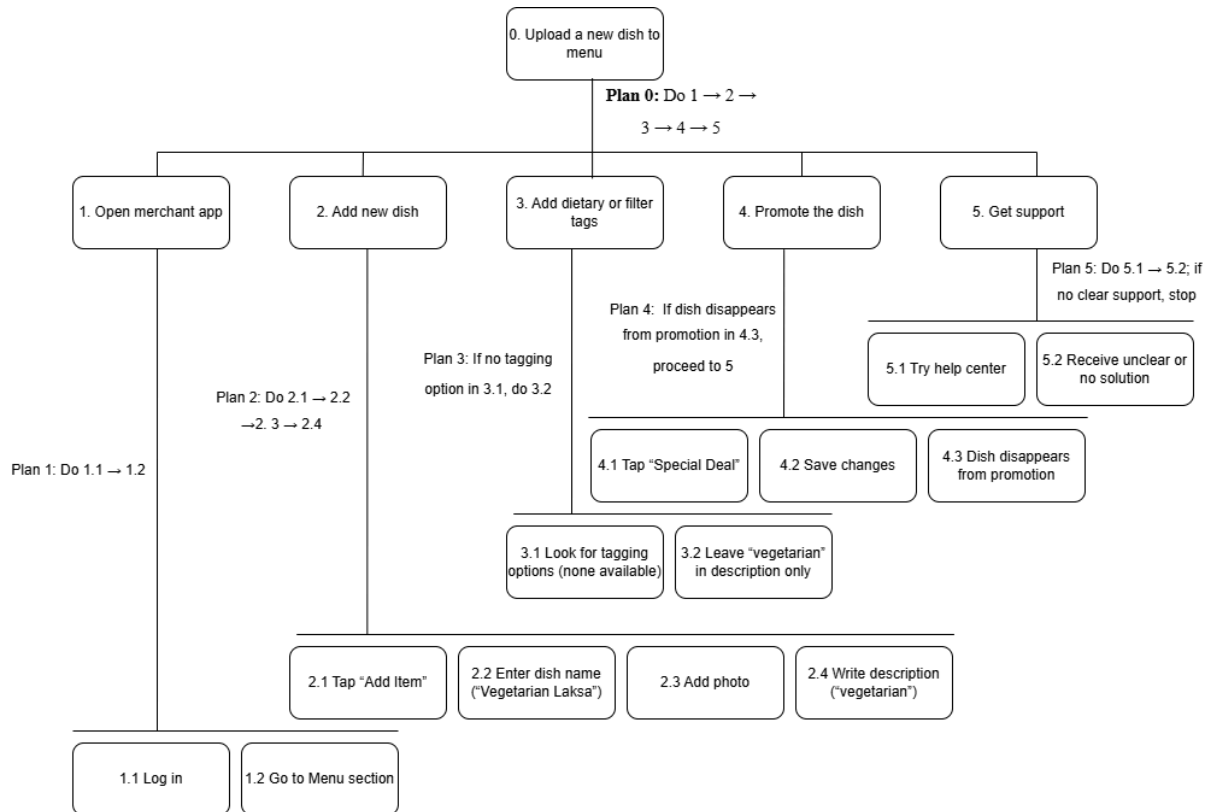 0. Upload a new dish to
menu
Plan 0: Do 1 → 2 →
3 → 4 → 5
1. Open merchant app
2. Add new dish
3. Add dietary or filter
tags
4. Promote the dish
5. Get support
Plan 5: Do 5.1 → 5.2; if
no clear support, stop
Plan 4:  If dish disappears
from promotion in 4.3,
proceed to 5
5.1 Try help center
5.2 Receive unclear or
no solution
Plan 3: If no tagging
option in 3.1, do 3.2
Plan 2: Do 2.1 → 2.2
→2. 3 → 2.4
4.1 Tap “Special Deal”
4.2 Save changes
4.3 Dish disappears
from promotion
Plan 1: Do 1.1 → 1.2
3.1 Look for tagging
options (none available)
3.2 Leave “vegetarian”
in description only
2.1 Tap “Add Item”
2.2 Enter dish name
(“Vegetarian Laksa”)
2.3 Add photo
2.4 Write description
(“vegetarian”)
1.1 Log in
1.2 Go to Menu section